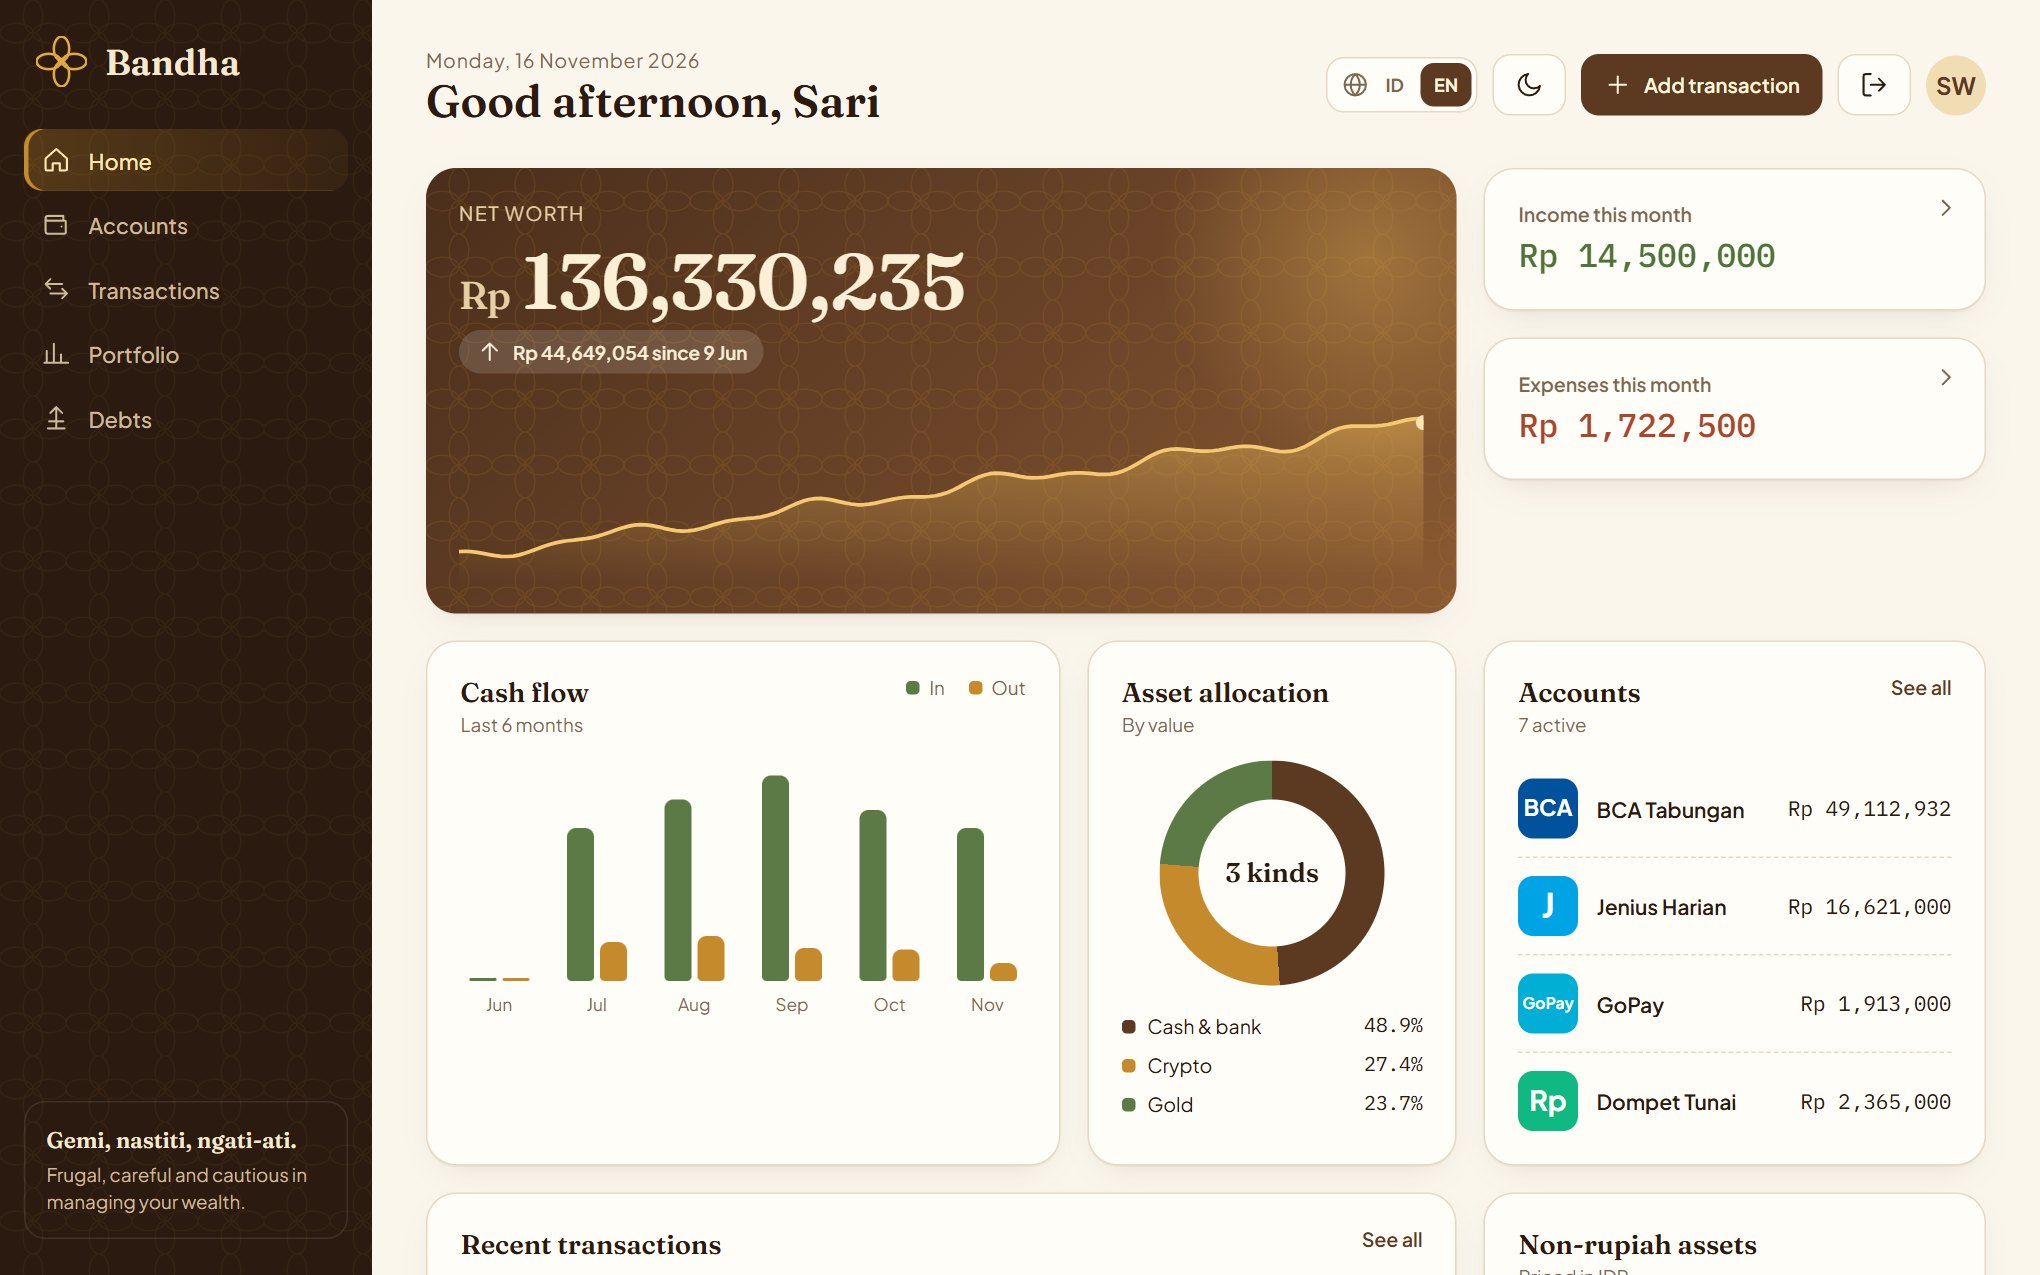 Bandha
Home
Accounts
Transactions
Portfolio
Debts
Gemi, nastiti, ngati-ati.
Frugal, careful and cautious in
managing your wealth.
Monday, 16 November 2026
Good afternoon, Sari
ID EN
Add transaction
SW
NET WORTH
Rp 136,330,235
Rp 44,649,054 since 9 Jun
Income this month
Rp 14,500,000
Expenses this month
Rp 1,722,500
Cash flow
Last 6 months
In Out
Jun Jul Aug Sep Oct Nov
Asset allocation
By value
3 kinds
Cash & bank 48.9%
Crypto 27.4%
Gold 23.7%
Accounts
See all
7 active
BCA BCA Tabungan Rp 49,112,932
J Jenius Harian Rp 16,621,000
GoPay GoPay Rp 1,913,000
Rp Dompet Tunai Rp 2,365,000
Recent transactions
See all
Non-rupiah assets